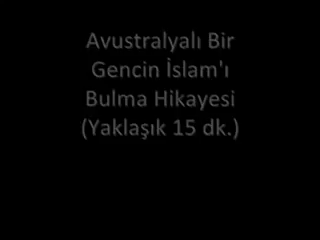 Avustralyalı Bir
Gencin İslam'ı
Bulma Hikayesi
(Yaklaşık 15 dk.)